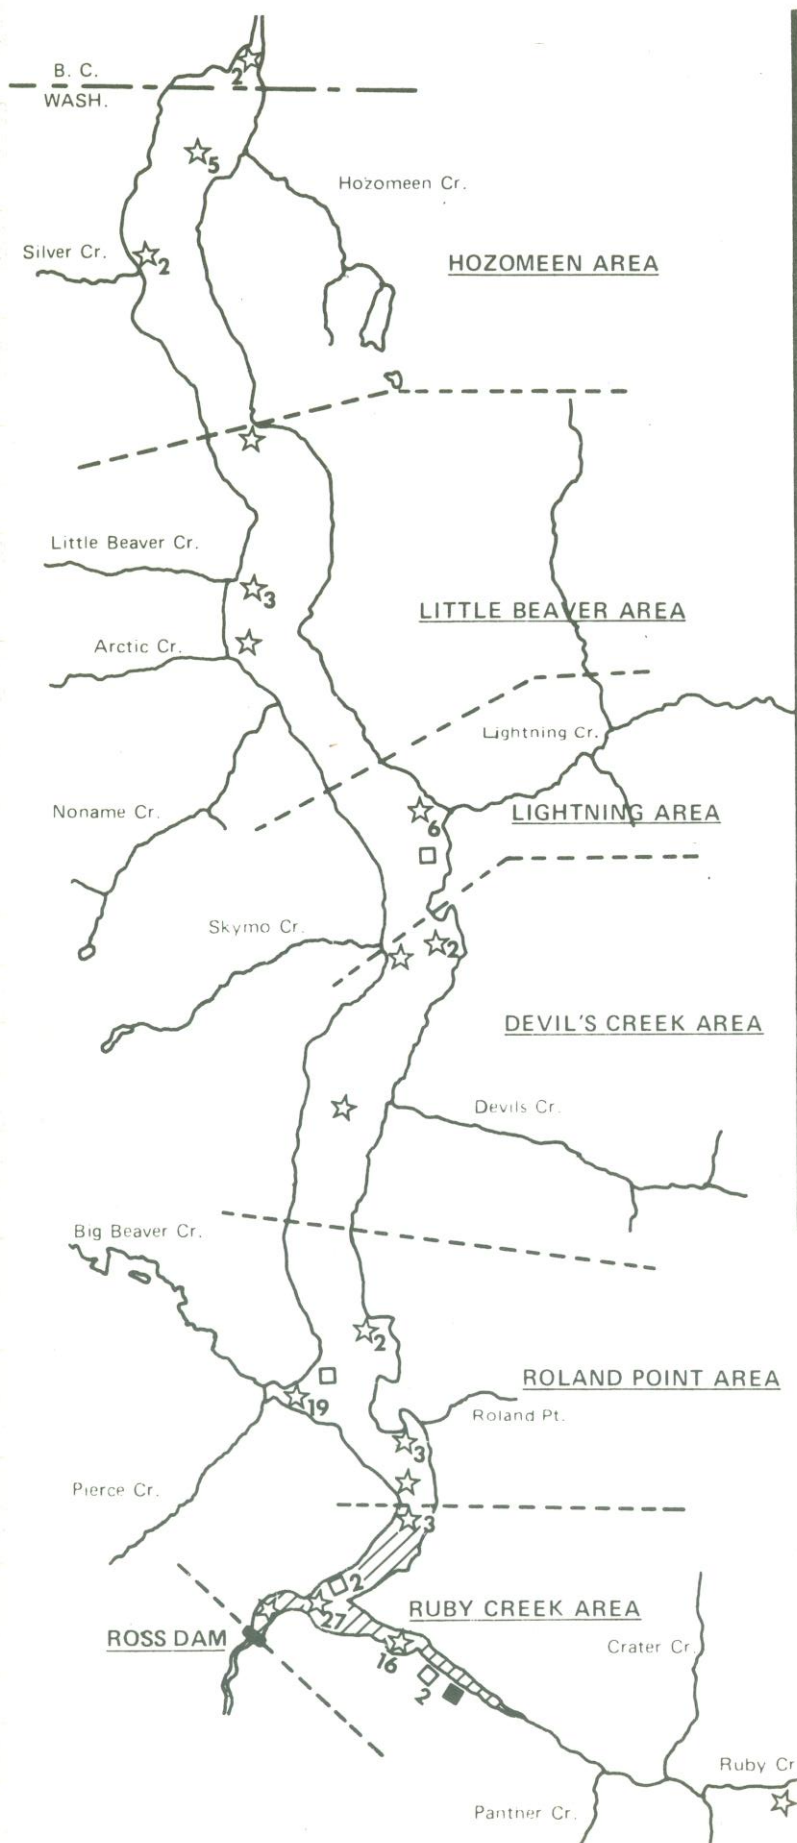 B. C.
2
WASH.
5
Hozomeen Cr.
Silver Cr.
2
HOZOMEEN AREA
Little Beaver Cr.
3
LITTLE BEAVER AREA
Arctic Cr.
Lightning Cr.
Noname Cr.
6
LIGHTNING AREA
Skymo Cr.
2
DEVIL'S CREEK AREA
Devils Cr.
Big Beaver Cr.
2
ROLAND POINT AREA
19
Roland Pt.
3
Pierce Cr.
3
2
RUBY CREEK AREA
27
ROSS DAM
16
Crater Cr.
2
Ruby Cr
Pantner Cr.